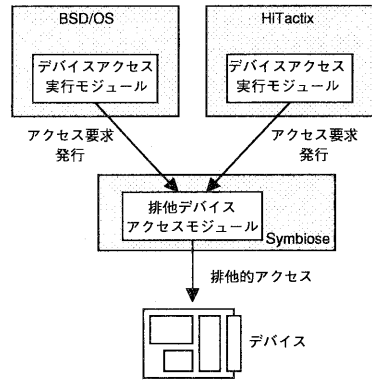 BSD/OS
HiTactix
デバイスアクセス
実行モジュール
デバイスアクセス
実行モジュール
アクセス要求
発行
アクセス要求
発行
排他デバイス
アクセスモジュール
Symbiose
排他的アクセス
デバイス